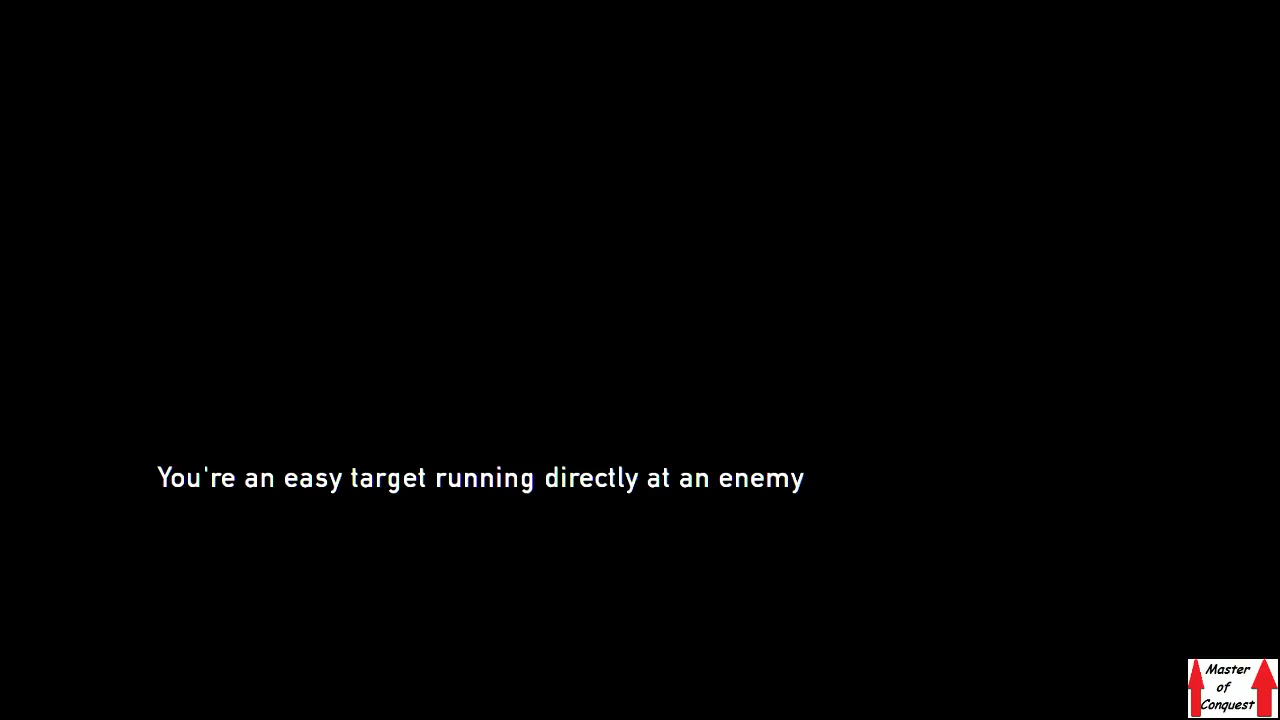 You're an easy target running directly at an enemy
Master
of
Conquest